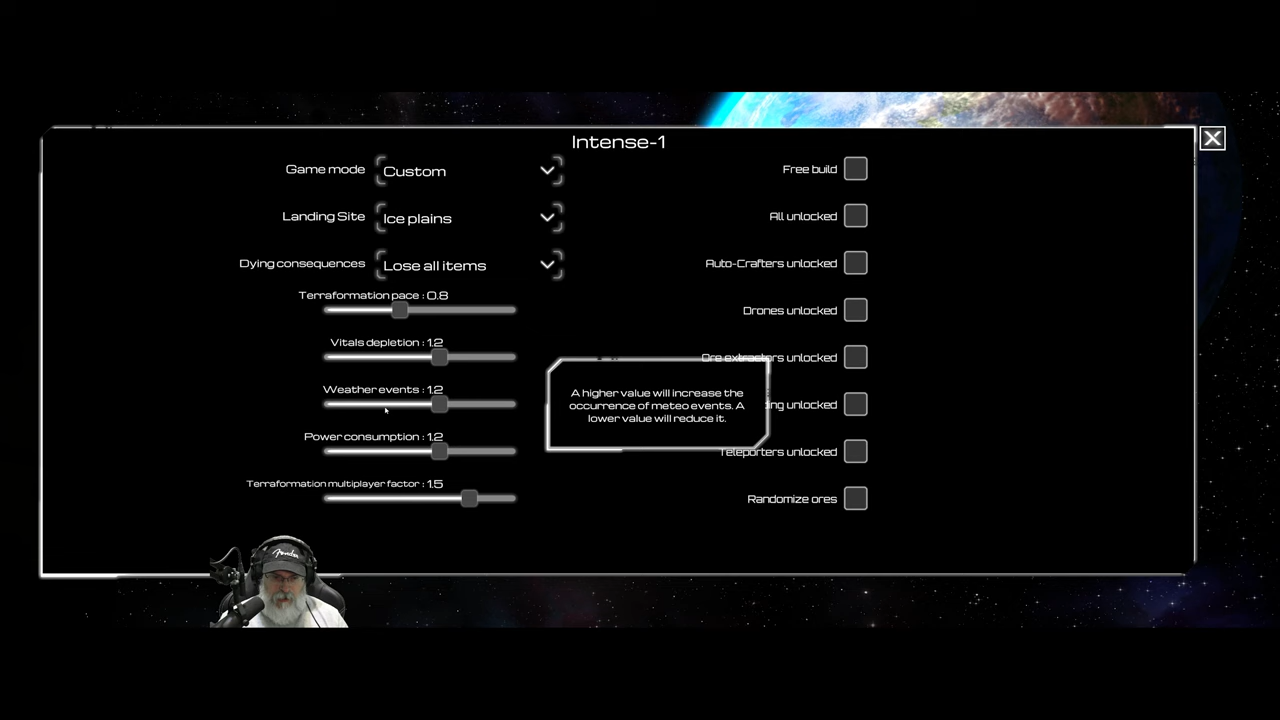 Intense-1
Game mode
Custom
Landing Site
Ice plains
Dying consequences
Lose all items
Terraformation pace : 0.8
Vitals depletion : 1.2
Weather events : 1.2
Power consumption : 1.2
Terraformation multiplayer factor : 1.5
Free build
All unlocked
Auto-Crafters unlocked
Drones unlocked
Ore extractors unlocked
unlocked
Teleporters unlocked
Randomize ores
A higher value will increase the
occurrence of meteo events. A
lower value will reduce it.
Fender